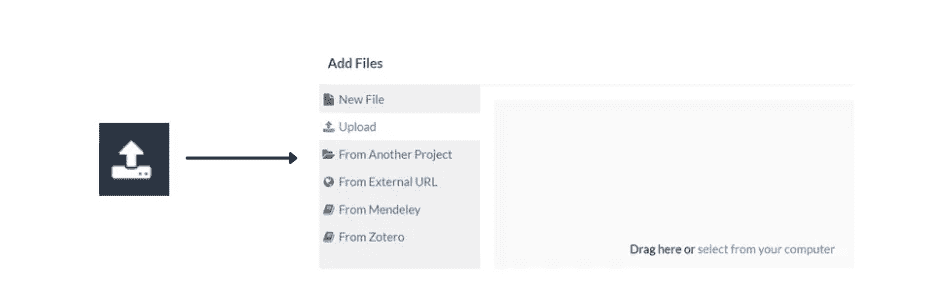 Add Files
New File
Upload
From Another Project
From External URL
From Mendeley
From Zotero
Drag here or select from your computer